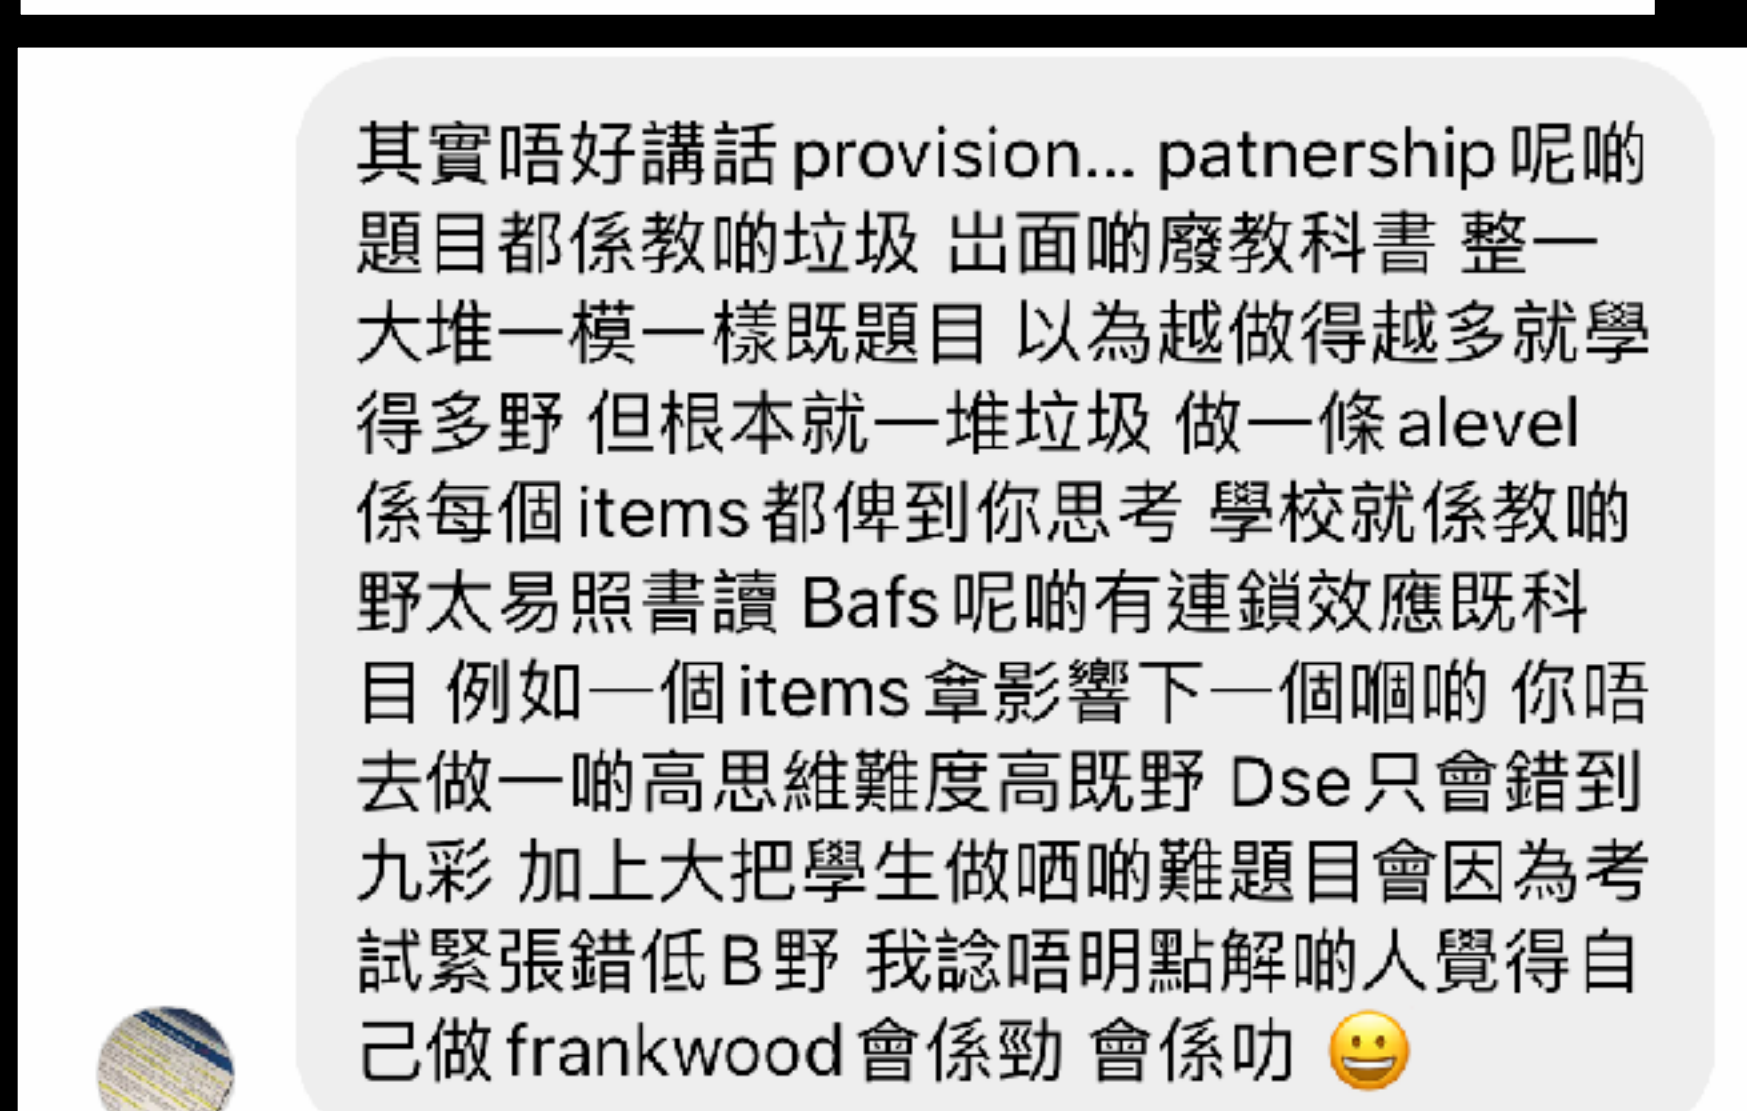 其實唔好講話provision... patnership呢啲
題目都係教啲垃圾 出面啲廢教科書 整一
大堆一模一樣既題目 以為越做得越多就學
得多野 但根本就一堆垃圾 做一條alevel
係每個items都俾到你思考 學校就係教啲
野太易照書讀 Bafs呢啲有連鎖效應既科
目 例如一個items會影響下一個嗰啲 你唔
去做一啲高思維難度高既野 Dse只會錯到
九彩 加上大把學生做哂啲難題目會因為考
試緊張錯低B野 我諗唔明點解啲人覺得自
己做frankwood會係勁 會係叻 😀